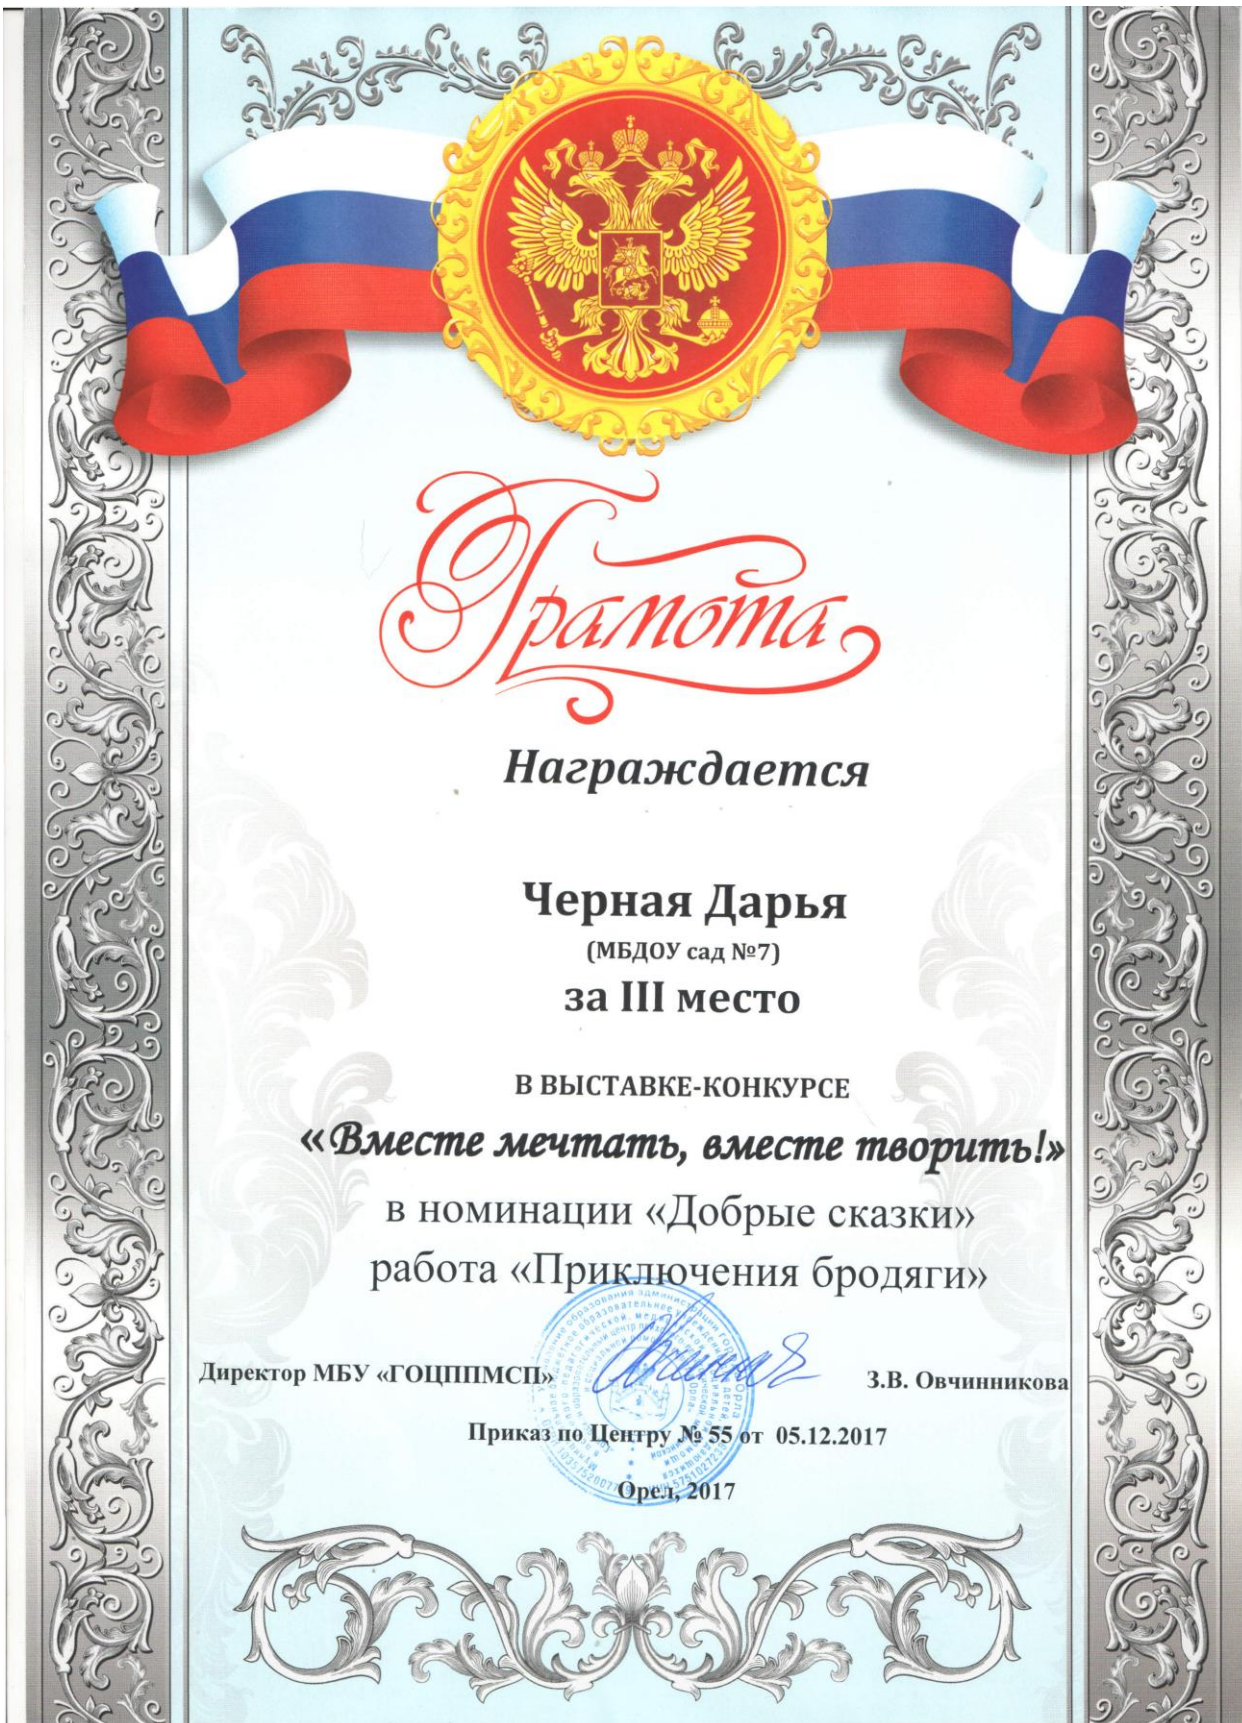 Грамота
Награждается
Черная Дарья
(МБДОУ сад №7)
за III место
В ВЫСТАВКЕ-КОНКУРСЕ
«Вместе мечтать, вместе творить!»
в номинации «Добрые сказки»
работа «Приключения бродяги»
Директор МБУ «ГОЦППМСП»
З.В. Овчинникова
Приказ по Центру № 55 от 05.12.2017
Орел, 2017